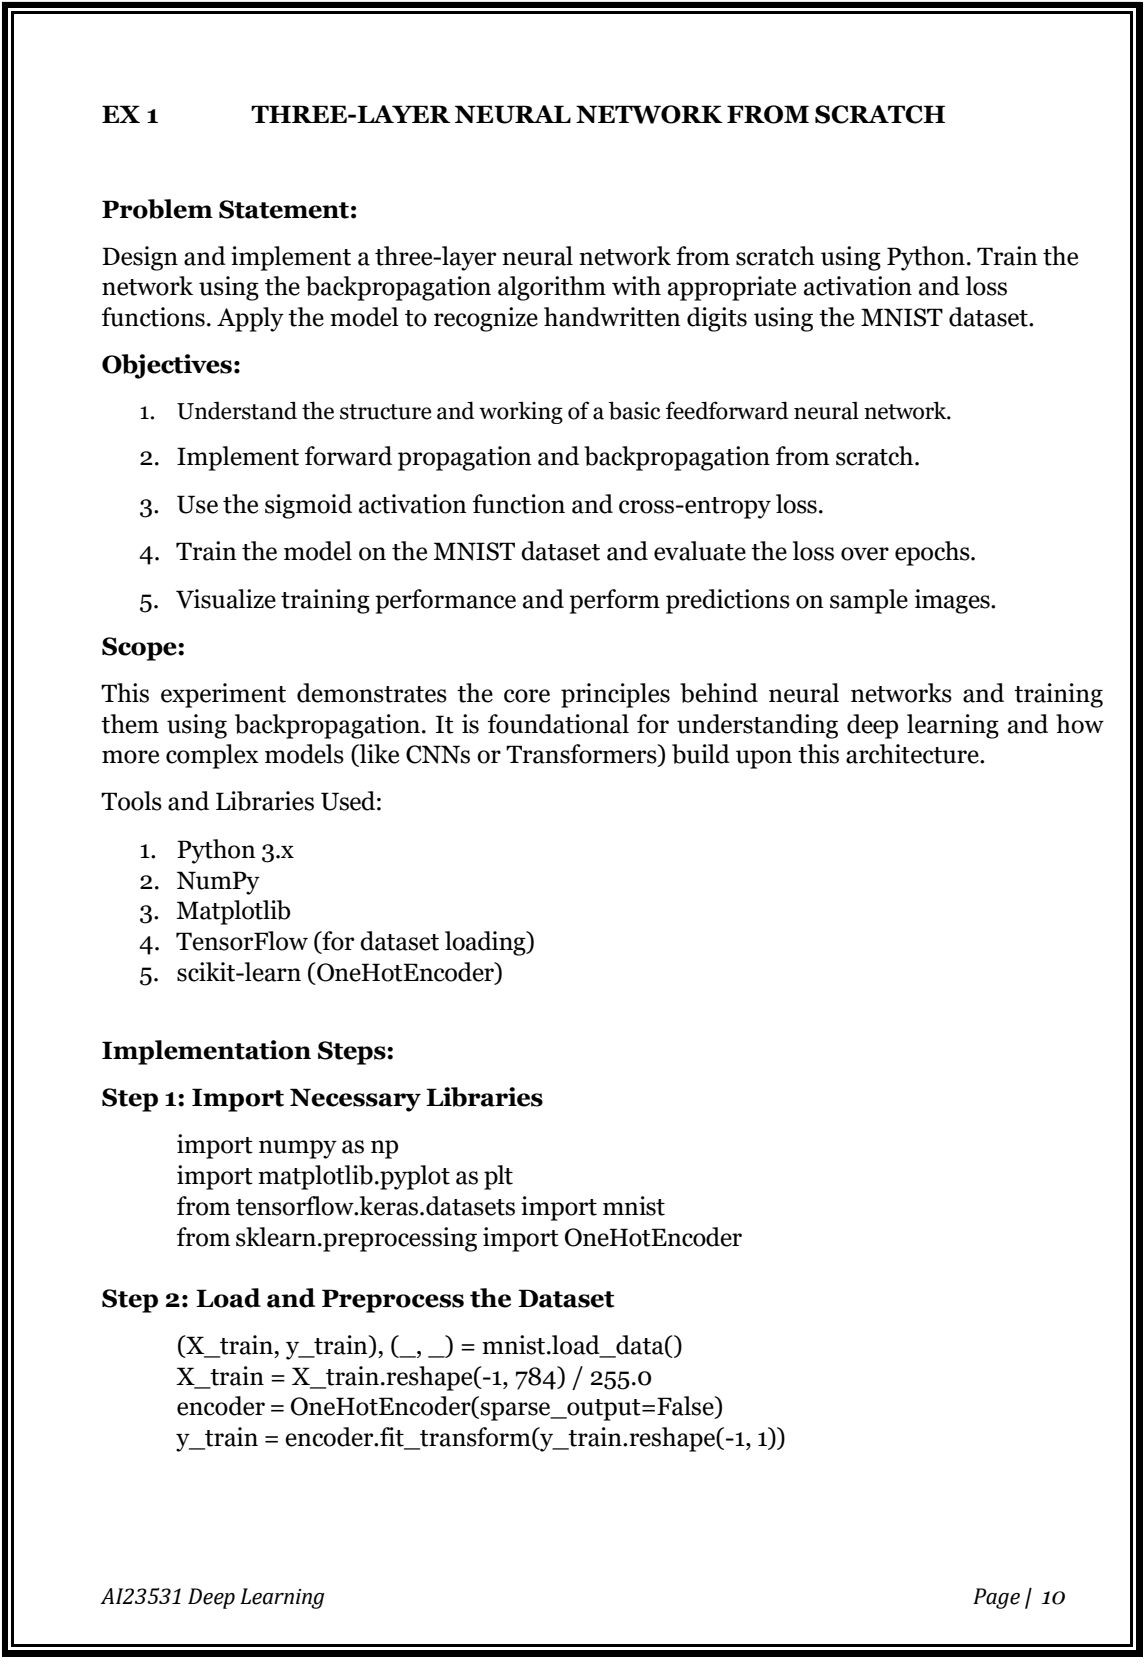 EX 1 THREE-LAYER NEURAL NETWORK FROM SCRATCH
Problem Statement:
Design and implement a three-layer neural network from scratch using Python. Train the
network using the backpropagation algorithm with appropriate activation and loss
functions. Apply the model to recognize handwritten digits using the MNIST dataset.
Objectives:
1. Understand the structure and working of a basic feedforward neural network.
2. Implement forward propagation and backpropagation from scratch.
3. Use the sigmoid activation function and cross-entropy loss.
4. Train the model on the MNIST dataset and evaluate the loss over epochs.
5. Visualize training performance and perform predictions on sample images.
Scope:
This experiment demonstrates the core principles behind neural networks and training
them using backpropagation. It is foundational for understanding deep learning and how
more complex models (like CNNs or Transformers) build upon this architecture.
Tools and Libraries Used:
1. Python 3.x
2. NumPy
3. Matplotlib
4. TensorFlow (for dataset loading)
5. scikit-learn (OneHotEncoder)
Implementation Steps:
Step 1: Import Necessary Libraries
import numpy as np
import matplotlib.pyplot as plt
from tensorflow.keras.datasets import mnist
from sklearn.preprocessing import OneHotEncoder
Step 2: Load and Preprocess the Dataset
(X_train, y_train), (_, _) = mnist.load_data()
X_train = X_train.reshape(-1, 784) / 255.0
encoder = OneHotEncoder(sparse_output=False)
y_train = encoder.fit_transform(y_train.reshape(-1, 1))
AI23531 Deep Learning Page | 10